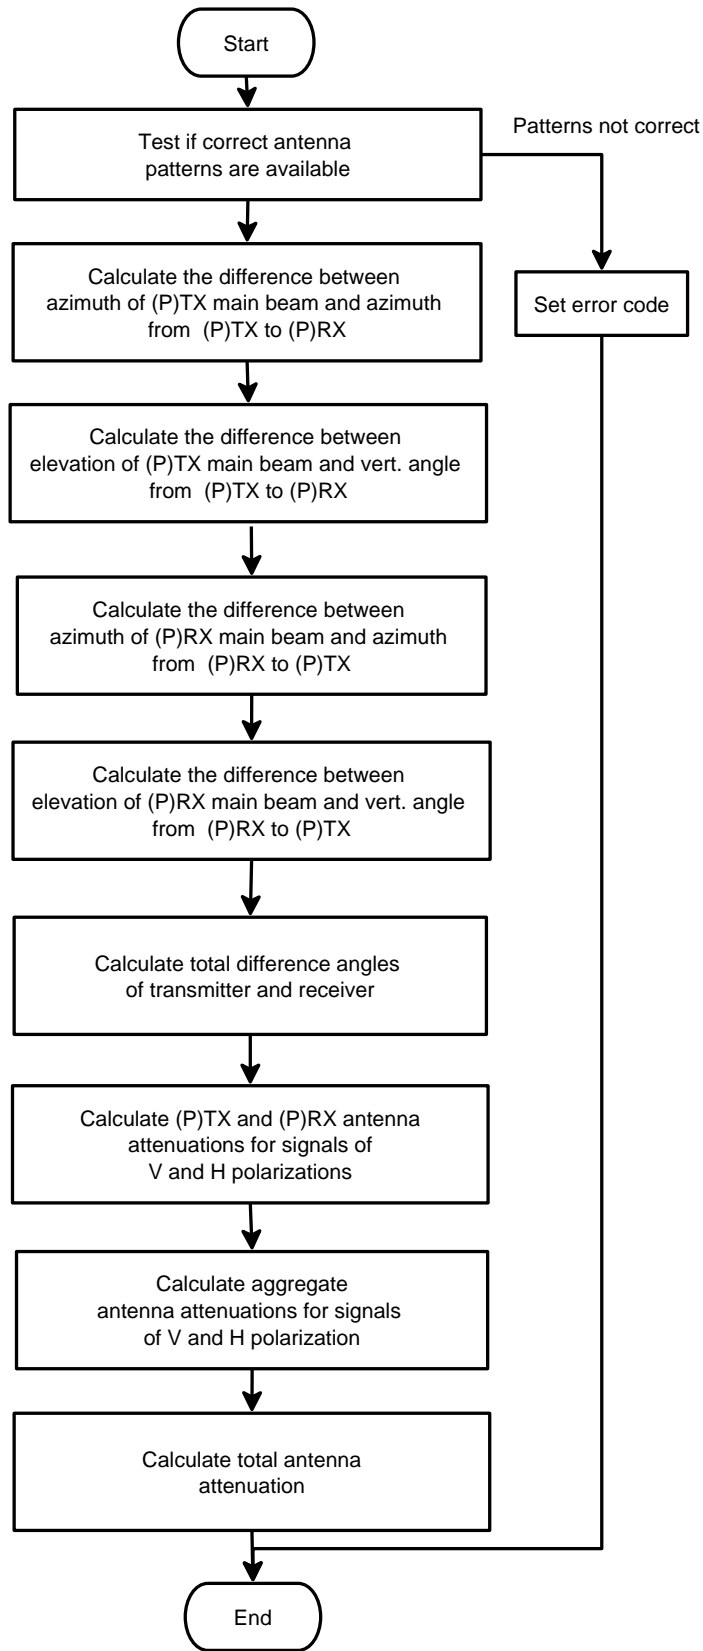 Start
Test if correct antenna
patterns are available
Patterns not correct
Calculate the difference between
azimuth of (P)TX main beam and azimuth
from (P)TX to (P)RX
Set error code
Calculate the difference between
elevation of (P)TX main beam and vert. angle
from (P)TX to (P)RX
Calculate the difference between
azimuth of (P)RX main beam and azimuth
from (P)RX to (P)TX
Calculate the difference between
elevation of (P)RX main beam and vert. angle
from (P)RX to (P)TX
Calculate total difference angles
of transmitter and receiver
Calculate (P)TX and (P)RX antenna
attenuations for signals of
V and H polarizations
Calculate aggregate
antenna attenuations for signals
of V and H polarization
Calculate total antenna
attenuation
End